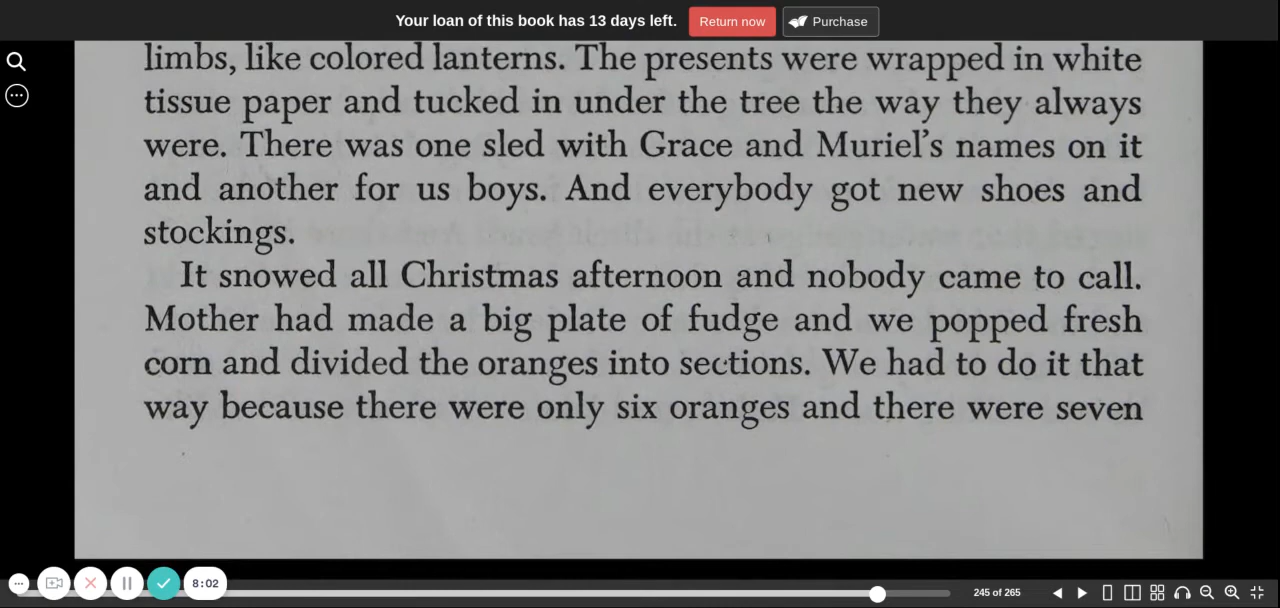 Your loan of this book has 13 days left.
Return now
Purchase
limbs, like colored lanterns. The presents were wrapped in white
tissue paper and tucked in under the tree the way they always
were. There was one sled with Grace and Muriel's names on it
and another for us boys. And everybody got new shoes and
stockings.
It snowed all Christmas afternoon and nobody came to call.
Mother had made a big plate of fudge and we popped fresh
corn and divided the oranges into sections. We had to do it that
way because there were only six oranges and there were seven
8:02
245 of 265